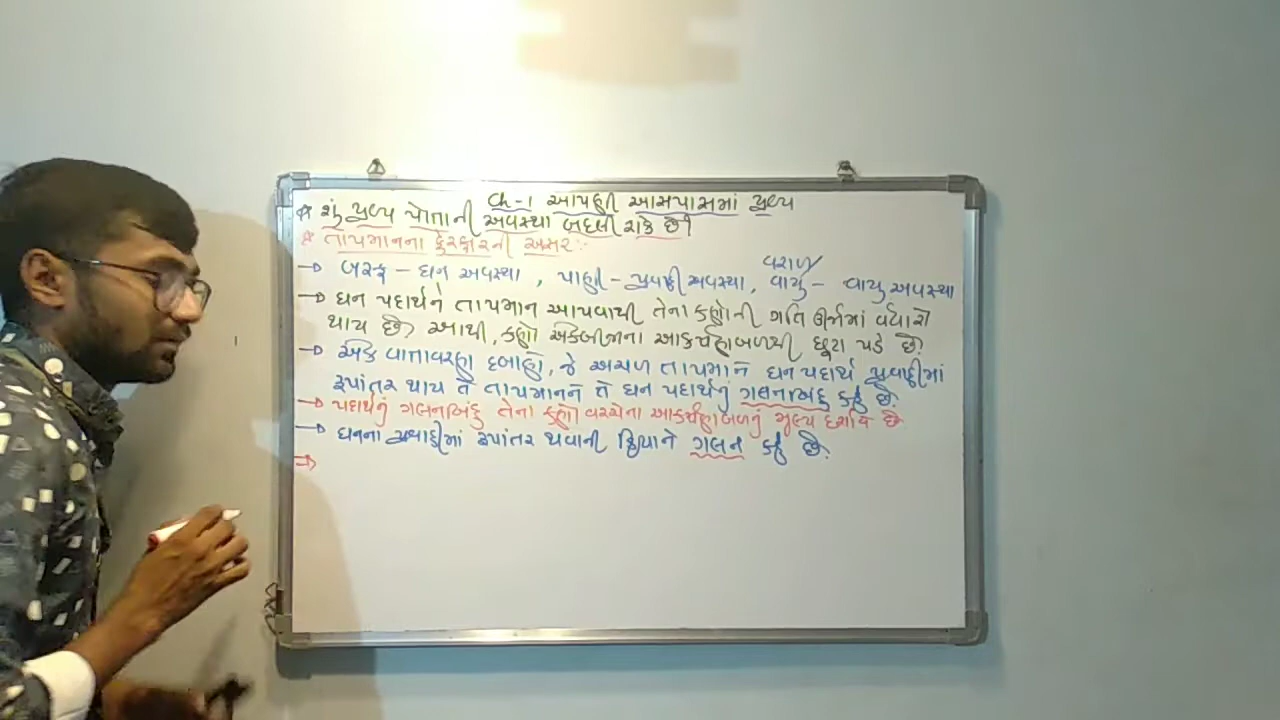 Ch-1 આપણી આસપાસમાં દ્રવ્ય
* શું દ્રવ્ય પોતાની અવસ્થા બદલી શકે છે?
* તાપમાનના ફેરફારની અસર :-
વરાળ
→ બરફ - ઘન અવસ્થા , પાણી - પ્રવાહી અવસ્થા, વાયુ - વાયુ અવસ્થા
→ ઘન પદાર્થને તાપમાન આપવાથી તેના કણોની ગતિ ઊર્જામાં વધારો
થાય છે. આથી, કણો એકબીજાના આકર્ષણબળથી છૂટા પડે છે.
→ એક વાતાવરણ દબાણે, જે અચળ તાપમાને ઘન પદાર્થ પ્રવાહીમાં
રૂપાંતર થાય તે તાપમાનને તે ઘન પદાર્થનું ગલનબિંદુ કહે છે.
→ પદાર્થનું ગલનબિંદુ તેના કણો વચ્ચેના આકર્ષણબળનું મૂલ્ય દર્શાવે છે
→ ઘનના પ્રવાહીમાં રૂપાંતર થવાની ક્રિયાને ગલન કહે છે.
⇒